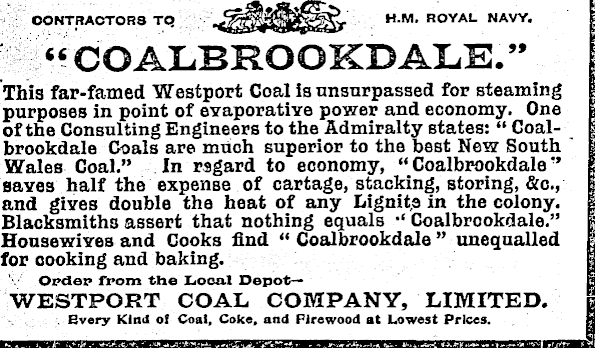 CONTRACTORS TO H.M. ROYAL NAVY.
"COALBROOKDALE."
This far-famed Westport Coal is unsurpassed for steaming
purposes in point of evaporative power and economy. One
of the Consulting Engineers to the Admiralty states: "Coal-
brookdale Coals are much superior to the best New South
Wales Coal." In regard to economy, "Coalbrookdale"
saves half the expense of cartage, stacking, storing, &c.,
and gives double the heat of any Lignite in the colony.
Blacksmiths assert that nothing equals "Coalbrookdale."
Housewives and Cooks find "Coalbrookdale" unequalled
for cooking and baking.
Order from the Local Depot—
WESTPORT COAL COMPANY, LIMITED.
Every Kind of Coal, Coke, and Firewood at Lowest Prices.